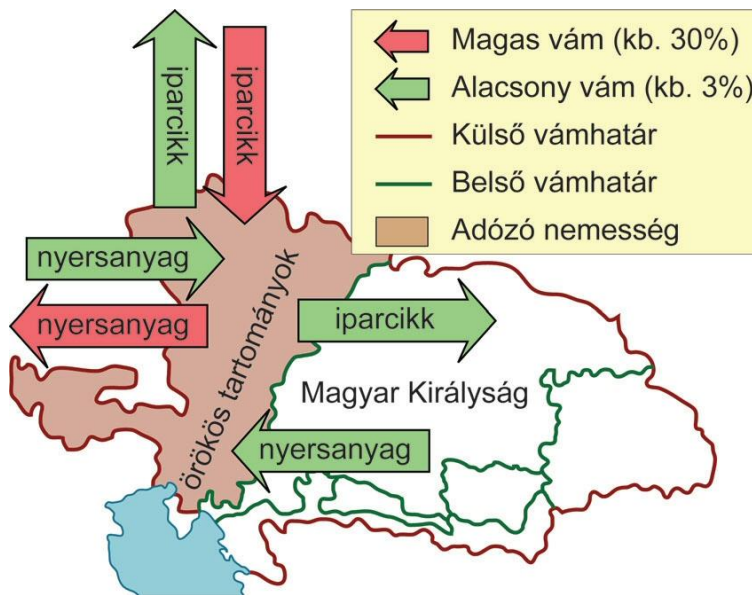 Magas vám (kb. 30%)
Alacsony vám (kb. 3%)
Külső vámhatár
Belső vámhatár
Adózó nemesség
iparcikk
iparcikk
nyersanyag
nyersanyag
örökös tartományok
iparcikk
Magyar Királyság
nyersanyag